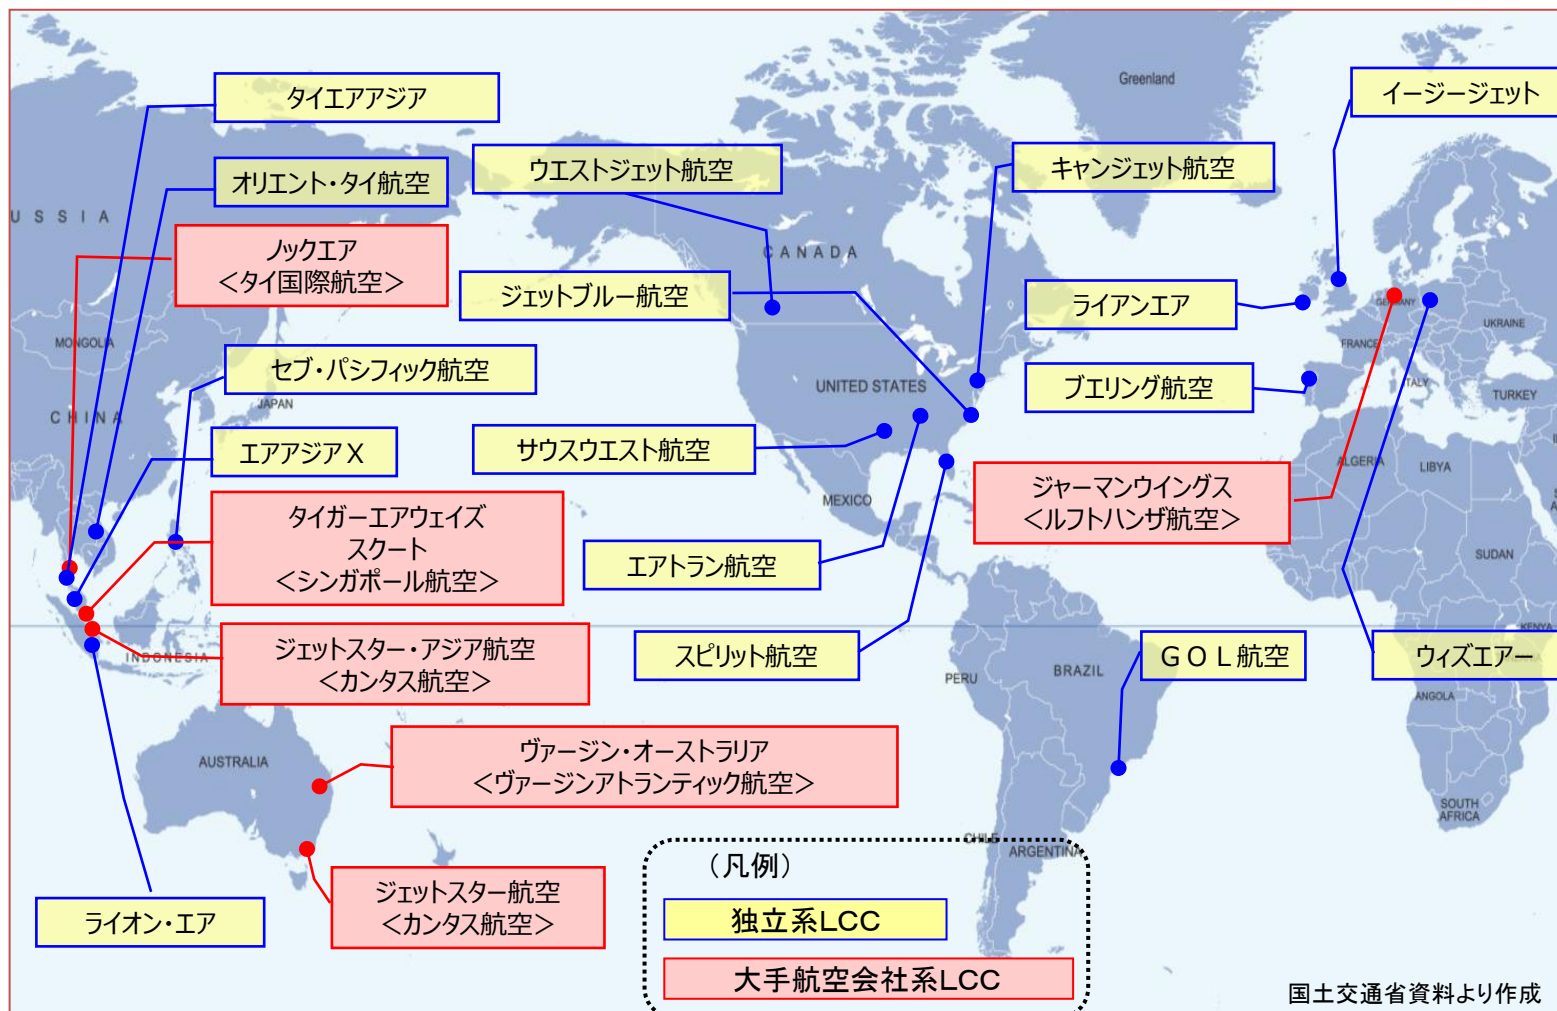 Greenland
タイエアアジア
イージージェット
オリエント・タイ航空
ウエストジェット航空
キャンジェット航空
U S S I A
ノックエア
<タイ国際航空>
CANADA
ジェットブルー航空
ライアンエア
GERMANY
UKRAINE
MONGOLIA
FRANCE
セブ・パシフィック航空
UNITED STATES
ブエリング航空
ITALY
TURKEY
JAPAN
CHINA
エアアジアX
サウスウエスト航空
ALGERIA
LIBYA
MEXICO
ジャーマンウイングス
<ルフトハンザ航空>
タイガーエアウェイズ
スクート
<シンガポール航空>
エアトラン航空
SUDAN
KENYA
INDONESIA
ジェットスター・アジア航空
<カンタス航空>
スピリット航空
GOL航空
ウィズエアー
PERU
BRAZIL
ANGOLA
AUSTRALIA
ヴァージン・オーストラリア
<ヴァージンアトランティック航空>
SOUTH
AFRICA
CHILE
ARGENTINA
(凡例)
ジェットスター航空
<カンタス航空>
ライオン・エア
独立系LCC
大手航空会社系LCC
国土交通省資料より作成